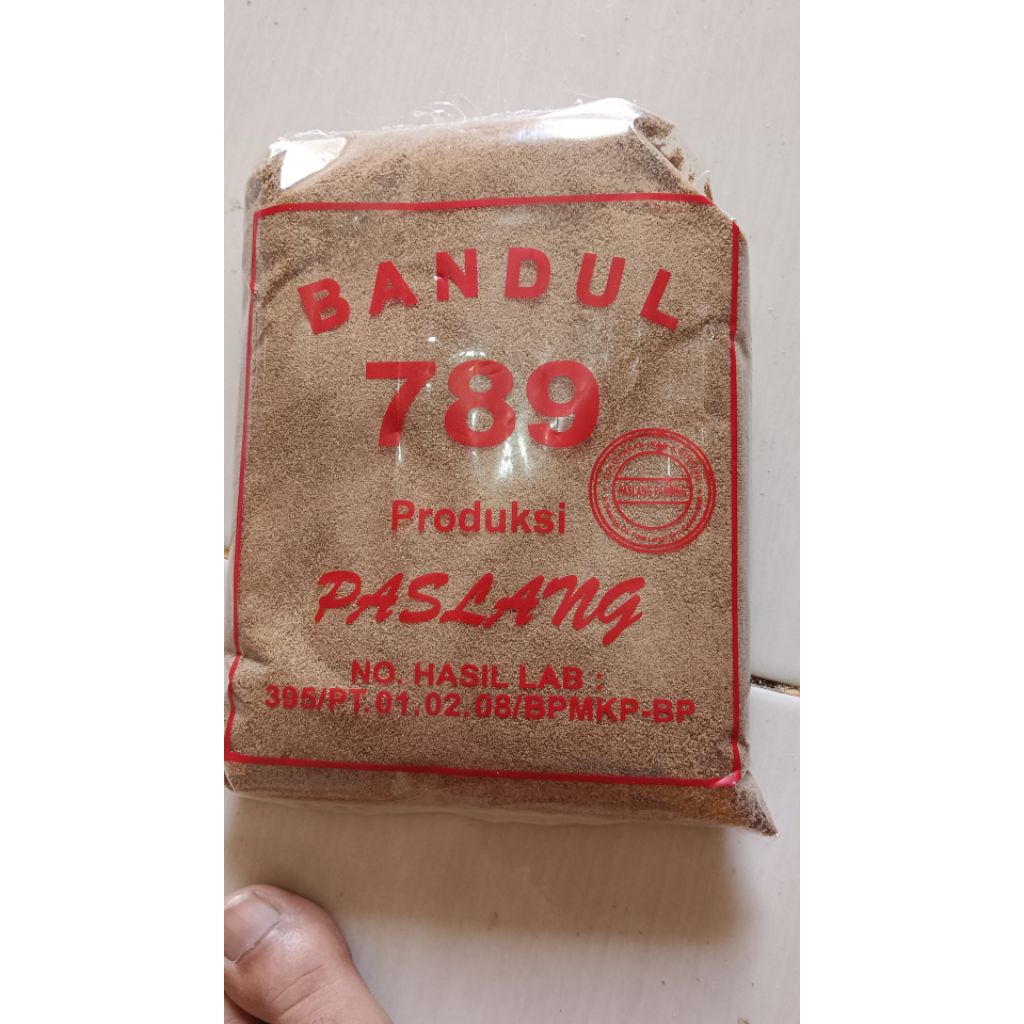 BANDUL
789
Produksi
PASLANG
NO. HASIL LAB :
395/PT.01.02.08/BPMKP-BP